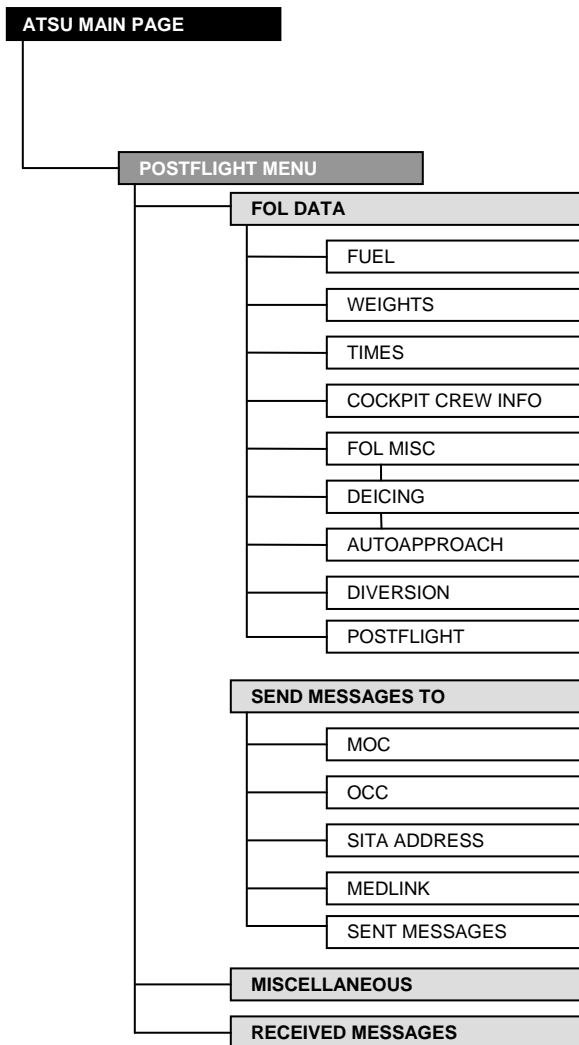 ATSU MAIN PAGE
POSTFLIGHT MENU
FOL DATA
FUEL
WEIGHTS
TIMES
COCKPIT CREW INFO
FOL MISC
DEICING
AUTOAPPROACH
DIVERSION
POSTFLIGHT
SEND MESSAGES TO
MOC
OCC
SITA ADDRESS
MEDLINK
SENT MESSAGES
MISCELLANEOUS
RECEIVED MESSAGES